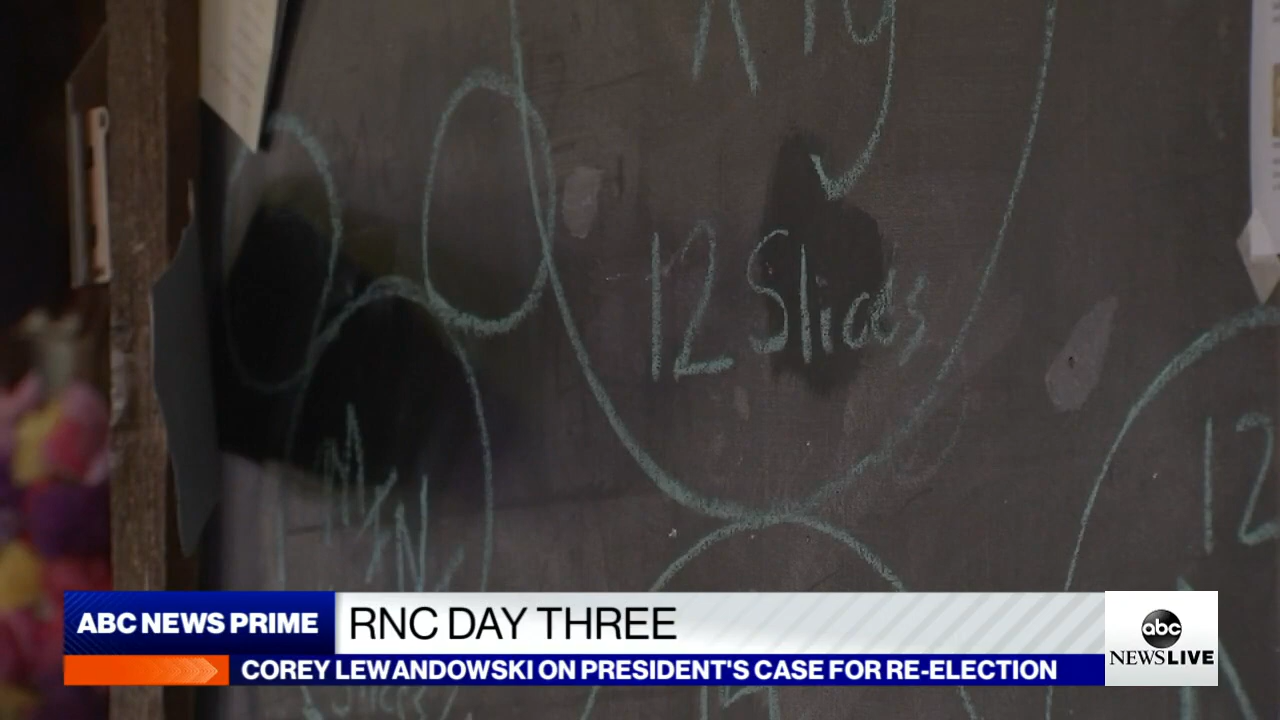 12 Slices
12
ABC NEWS PRIME
RNC DAY THREE
COREY LEWANDOWSKI ON PRESIDENT'S CASE FOR RE-ELECTION
abc
NEWS LIVE